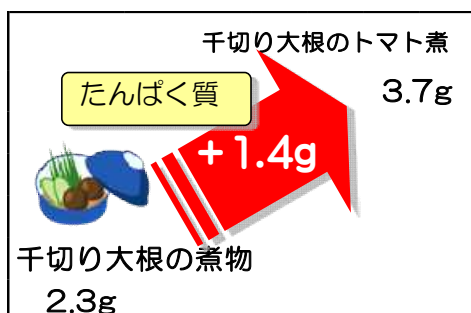 千切り大根のトマト煮
3.7g
たんぱく質
+1.4g
千切り大根の煮物
2.3g